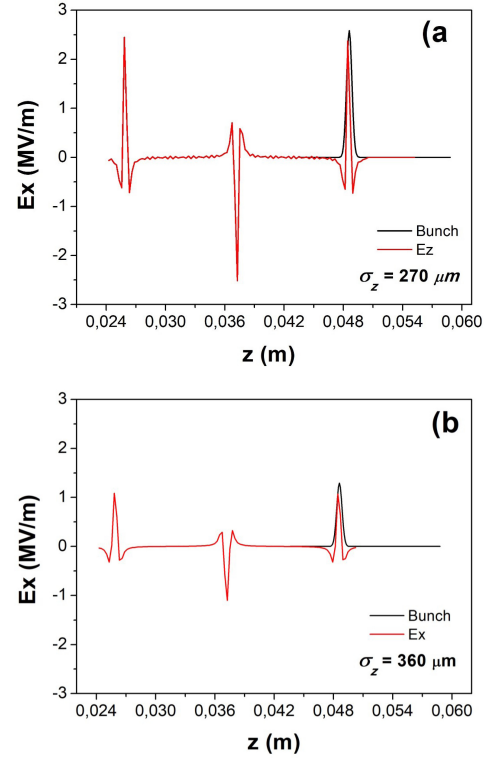 (a
3
2
1
0
-1
-2
-3
Ex (MV/m)
Bunch
Ez
σz = 270 μm
0,024 0,030 0,036 0,042 0,048 0,054 0,060
z (m)
(b)
3
2
1
0
-1
-2
-3
Ex (MV/m)
Bunch
Ex
σz = 360 μm
0,024 0,030 0,036 0,042 0,048 0,054 0,060
z (m)